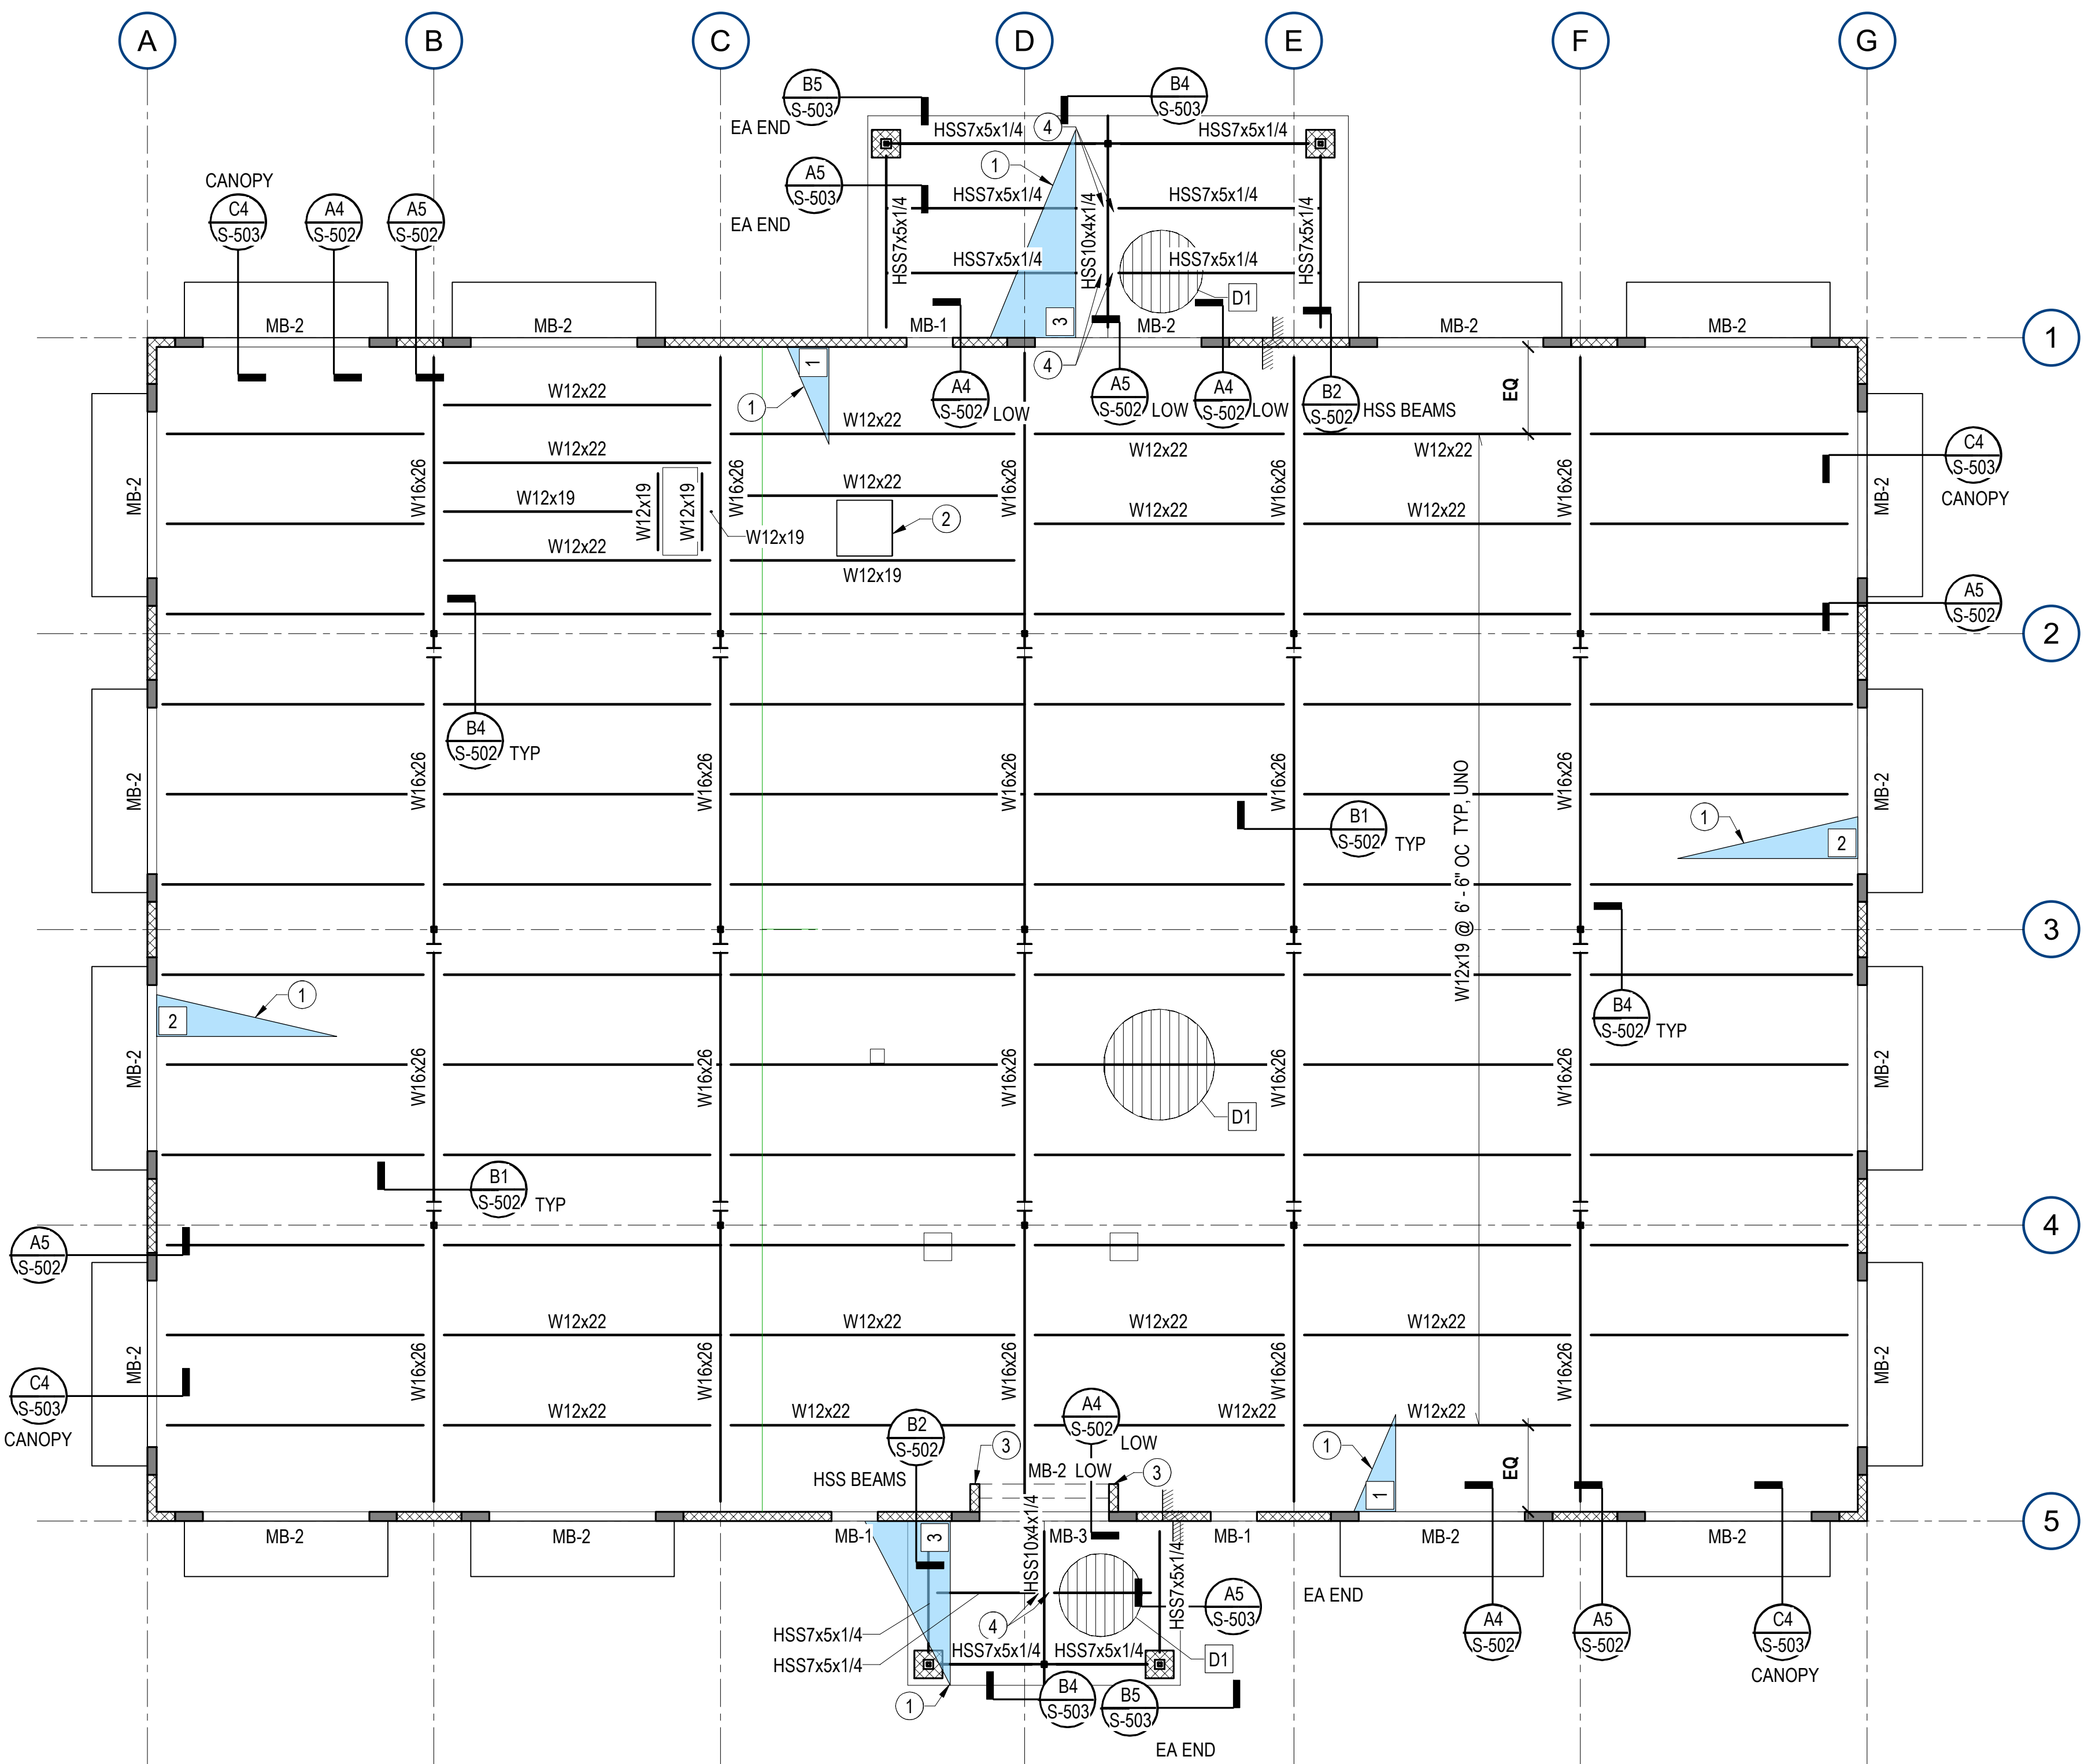 A B C D E F G
B5
S-503
EA END
B4
S-503
HSS7x5x1/4 4 HSS7x5x1/4
1
A5
S-503
EA END
HSS7x5x1/4 HSS7x5x1/4
HSS7x5x1/4 HSS10x4x1/4 HSS7x5x1/4
HSS7x5x1/4 HSS7x5x1/4
D1
3
4
CANOPY
C4
S-503
A4
S-502
A5
S-502
MB-2 MB-2 MB-1 MB-2 MB-2 MB-2
1
1
1
A4
S-502 LOW
A5
S-502 LOW
A4
S-502 LOW
B2
S-502 HSS BEAMS
EQ
W12x22
W12x22
W12x22 W12x22
W12x22
W12x22
W12x19
W12x22 W12x22
W12x19 W12x19
W12x19
2
W12x22
W12x19
W16x26 W16x26 W16x26 W16x26 W16x26
MB-2 MB-2
C4
S-503
CANOPY
A5
S-502
2
B4
S-502 TYP
MB-2 W16x26 W16x26 W16x26 W16x26 W16x26 MB-2
B1
S-502 TYP
W12x19 @ 6' - 6" OC TYP, UNO
1
2
3
B4
S-502 TYP
1
2
MB-2 W16x26 W16x26 W16x26 W16x26 MB-2
D1
B1
S-502 TYP
4
A5
S-502
W12x22 W12x22 W12x22 W12x22
MB-2 W16x26 W16x26 W16x26 W16x26 W16x26 MB-2
C4
S-503
CANOPY
W12x22 W12x22 W12x22 W12x22
B2
S-502
HSS BEAMS
A4
S-502
LOW
3
MB-2 LOW
3
1
1
EQ
5
MB-2 MB-2 MB-1 MB-3 MB-1 MB-2 MB-2
3
HSS10x4x1/4
HSS7x5x1/4
A5
S-503
EA END
A4
S-502
A5
S-502
C4
S-503
CANOPY
HSS7x5x1/4
HSS7x5x1/4
4
HSS7x5x1/4 HSS7x5x1/4
D1
1
B4
S-503
B5
S-503
EA END